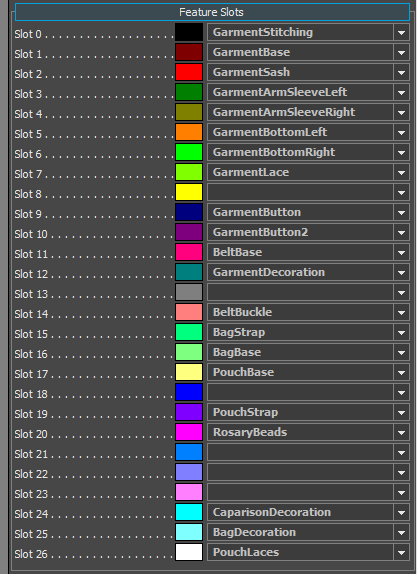 Feature Slots
Slot 0 . . . . . . . . . . . . . . . . . . GarmentStitching
Slot 1 . . . . . . . . . . . . . . . . . . GarmentBase
Slot 2 . . . . . . . . . . . . . . . . . . GarmentSash
Slot 3 . . . . . . . . . . . . . . . . . . GarmentArmSleeveLeft
Slot 4 . . . . . . . . . . . . . . . . . . GarmentArmSleeveRight
Slot 5 . . . . . . . . . . . . . . . . . . GarmentBottomLeft
Slot 6 . . . . . . . . . . . . . . . . . . GarmentBottomRight
Slot 7 . . . . . . . . . . . . . . . . . . GarmentLace
Slot 8 . . . . . . . . . . . . . . . . . .
Slot 9 . . . . . . . . . . . . . . . . . . GarmentButton
Slot 10 . . . . . . . . . . . . . . . . . GarmentButton2
Slot 11 . . . . . . . . . . . . . . . . . BeltBase
Slot 12 . . . . . . . . . . . . . . . . . GarmentDecoration
Slot 13 . . . . . . . . . . . . . . . . .
Slot 14 . . . . . . . . . . . . . . . . . BeltBuckle
Slot 15 . . . . . . . . . . . . . . . . . BagStrap
Slot 16 . . . . . . . . . . . . . . . . . BagBase
Slot 17 . . . . . . . . . . . . . . . . . PouchBase
Slot 18 . . . . . . . . . . . . . . . . .
Slot 19 . . . . . . . . . . . . . . . . . PouchStrap
Slot 20 . . . . . . . . . . . . . . . . . RosaryBeads
Slot 21 . . . . . . . . . . . . . . . . .
Slot 22 . . . . . . . . . . . . . . . . .
Slot 23 . . . . . . . . . . . . . . . . .
Slot 24 . . . . . . . . . . . . . . . . . CaparisonDecoration
Slot 25 . . . . . . . . . . . . . . . . . BagDecoration
Slot 26 . . . . . . . . . . . . . . . . . PouchLaces